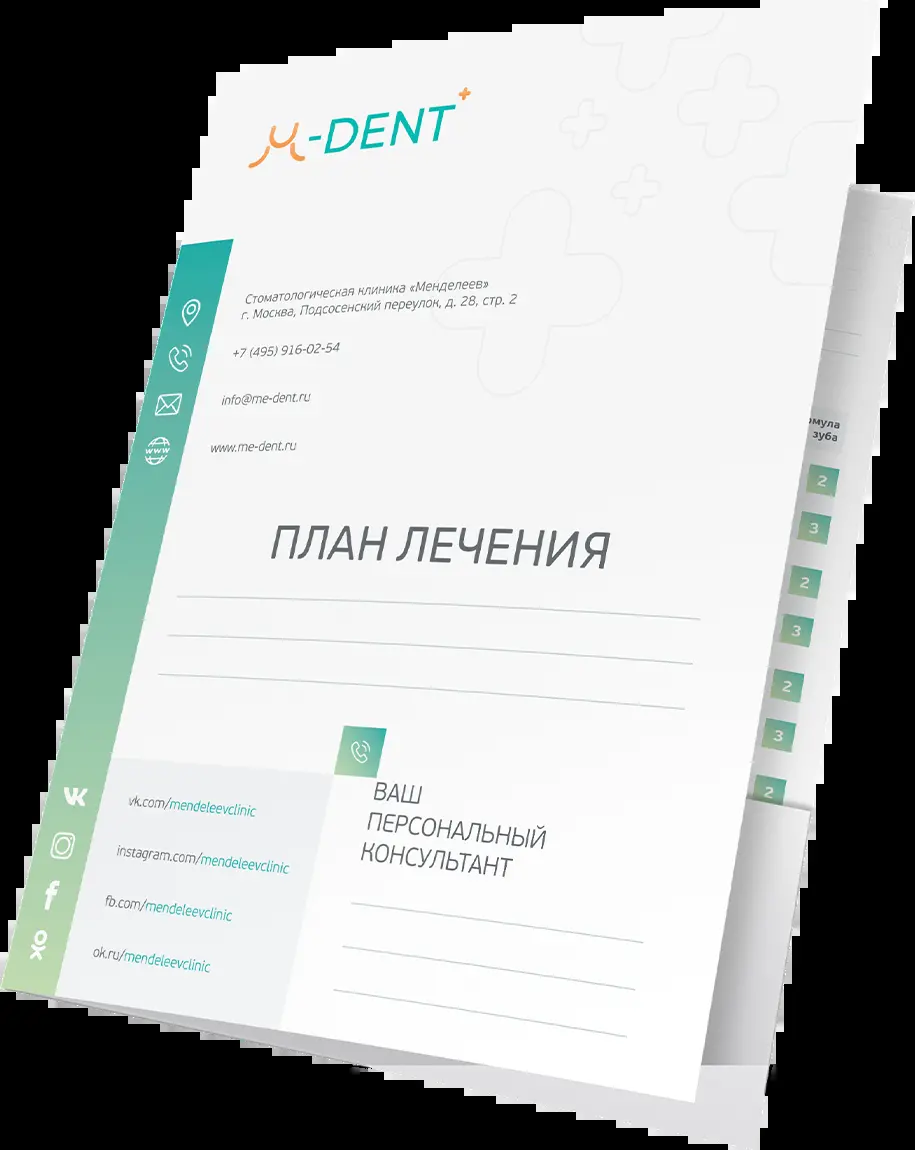 м-DENT+
Стоматологическая клиника «Менделеев»
г. Москва, Подсосенский переулок, д. 28, стр. 2
+7 (495) 916-02-54
info@me-dent.ru
www
www.me-dent.ru
ПЛАН ЛЕЧЕНИЯ
vk.com/mendeleevclinic
instagram.com/mendeleevclinic
fb.com/mendeleevclinic
ok.ru/mendeleevclinic
ВАШ
ПЕРСОНАЛЬНЫЙ
КОНСУЛЬТАНТ
зуба
2
3
2
3
2
3
2